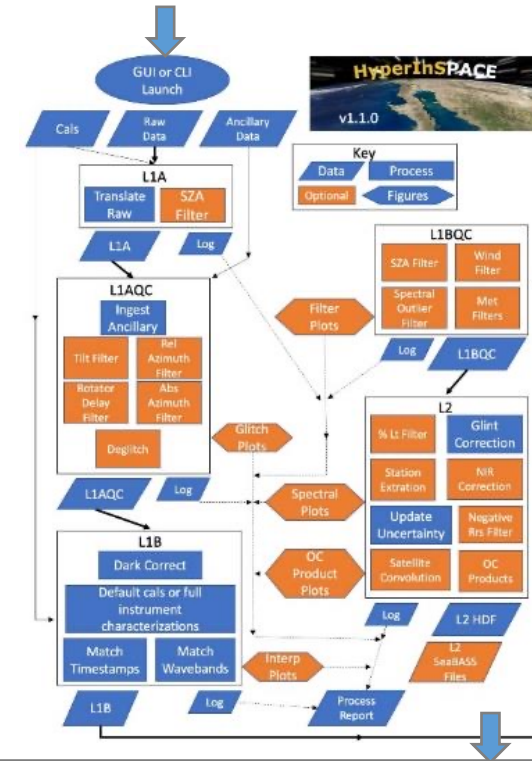 GUI or CLI
Launch
HyperInSPACE
v1.1.0
Cals
Raw
Data
Ancillary
Data
Key
Data
Process
Optional
Figures
L1A
Translate
Raw
SZA
Filter
L1A
Log
L1AQC
Ingest
Ancillary
Tilt Filter
Rel
Azimuth
Filter
Rotator
Delay
Filter
Abs
Azimuth
Filter
Deglitch
L1AQC
Log
L1B
Dark Correct
Default cals or full
instrument
characterizations
Match
Timestamps
Match
Wavebands
L1B
Log
Filter
Plots
Glitch
Plots
Spectral
Plots
OC
Product
Plots
Interp
Plots
Process
Report
L1BQC
SZA Filter
Wind
Filter
Spectral
Outlier
Filter
Met
Filters
Log
L1BQC
L2
% Lt Filter
Glint
Correction
Station
Extration
NIR
Correction
Update
Uncertainty
Negative
Rrs Filter
Satellite
Convolution
OC
Products
Log
L2 HDF
L2
SeaBASS
Files